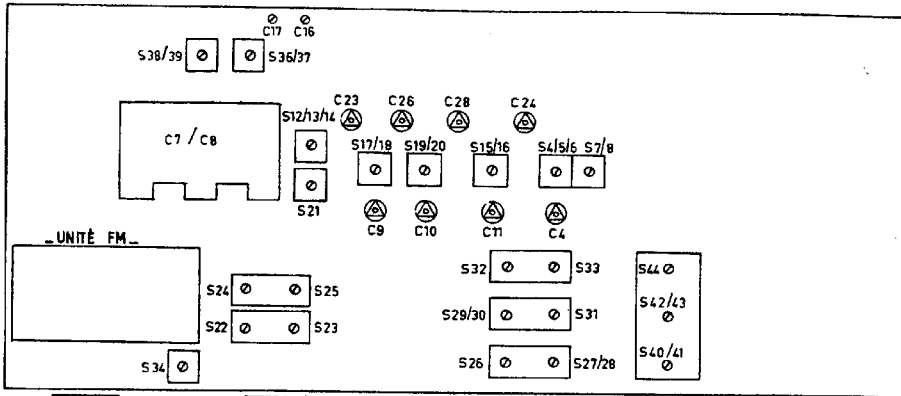 C17 C16
S38/39 S36/37
C23 C26 C28 C24
S12/13/14
C7 / C8
S17/18 S19/20 S15/16 S4/5/6 S7/8
S21
C9 C10 C11 C4
_UNITÈ FM_
S32 S33 S44
S24 S25
S29/30 S31 S42/43
S22 S23
S40/41
S34 S26 S27/28